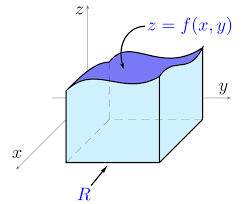 z
z = f(x, y)
y
x
R